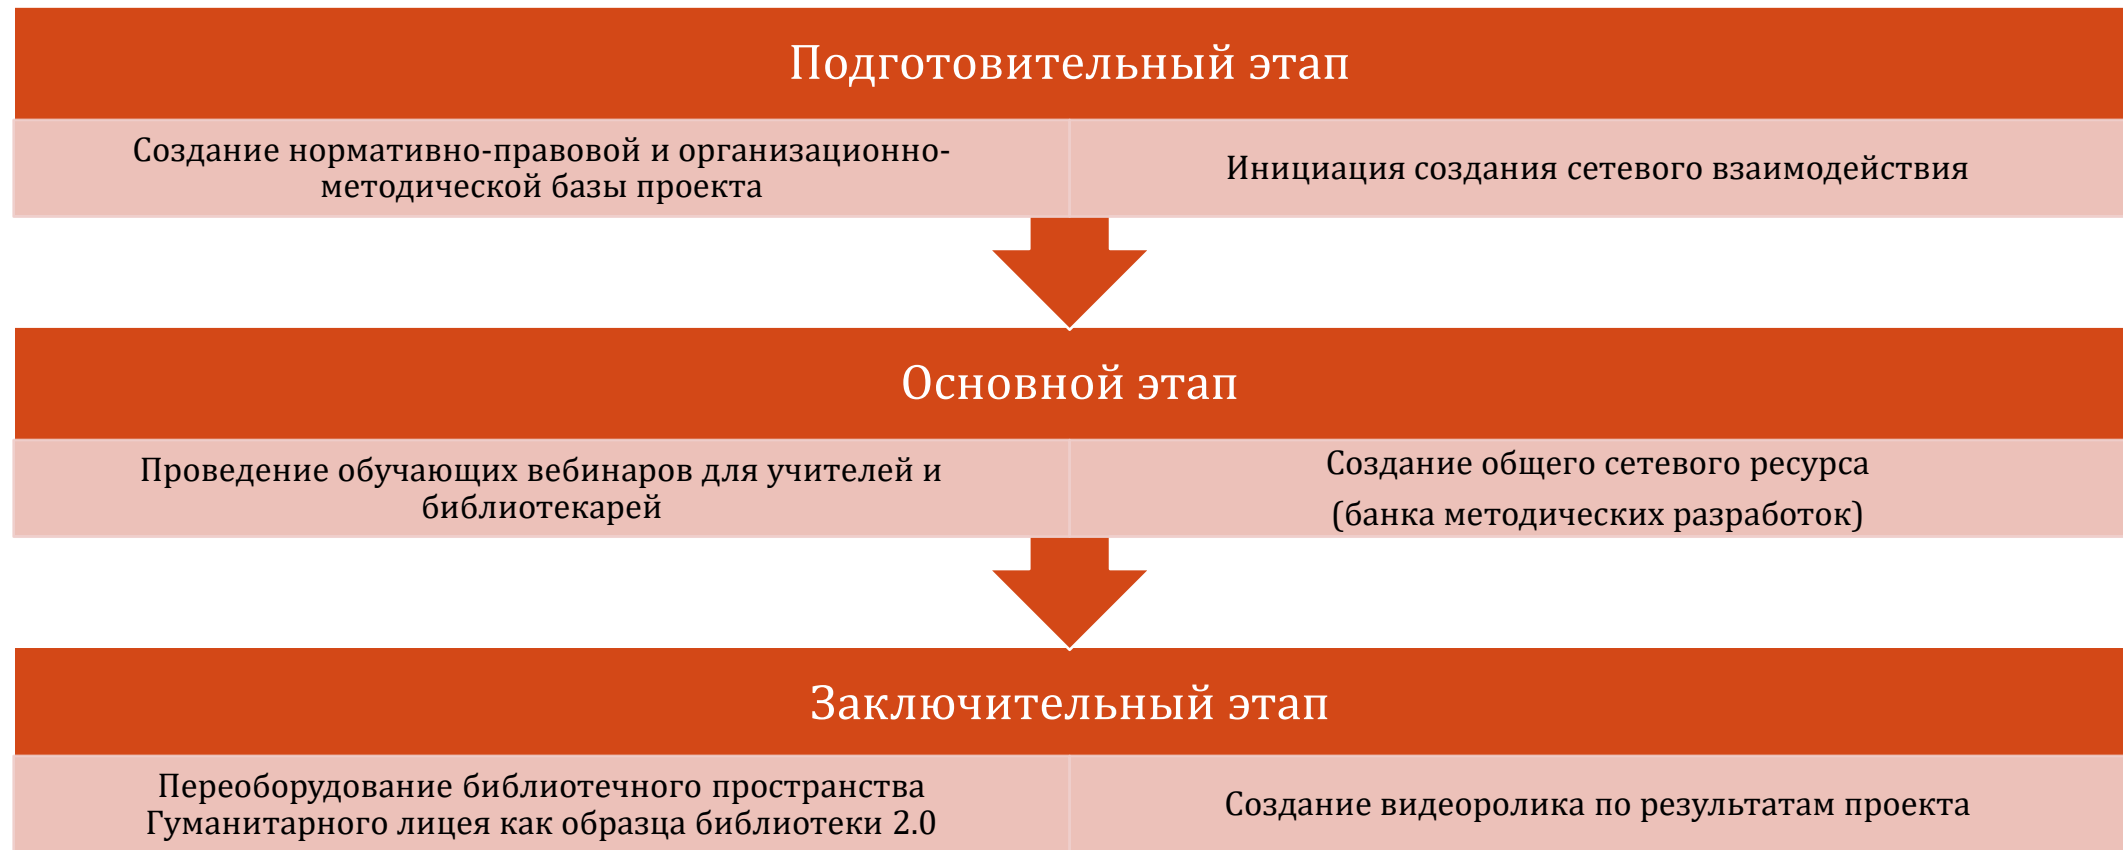 Подготовительный этап
Создание нормативно-правовой и организационно-
методической базы проекта
Инициация создания сетевого взаимодействия
Основной этап
Проведение обучающих вебинаров для учителей и
библиотекарей
Создание общего сетевого ресурса
(банка методических разработок)
Заключительный этап
Переоборудование библиотечного пространства
Гуманитарного лицея как образца библиотеки 2.0
Создание видеоролика по результатам проекта